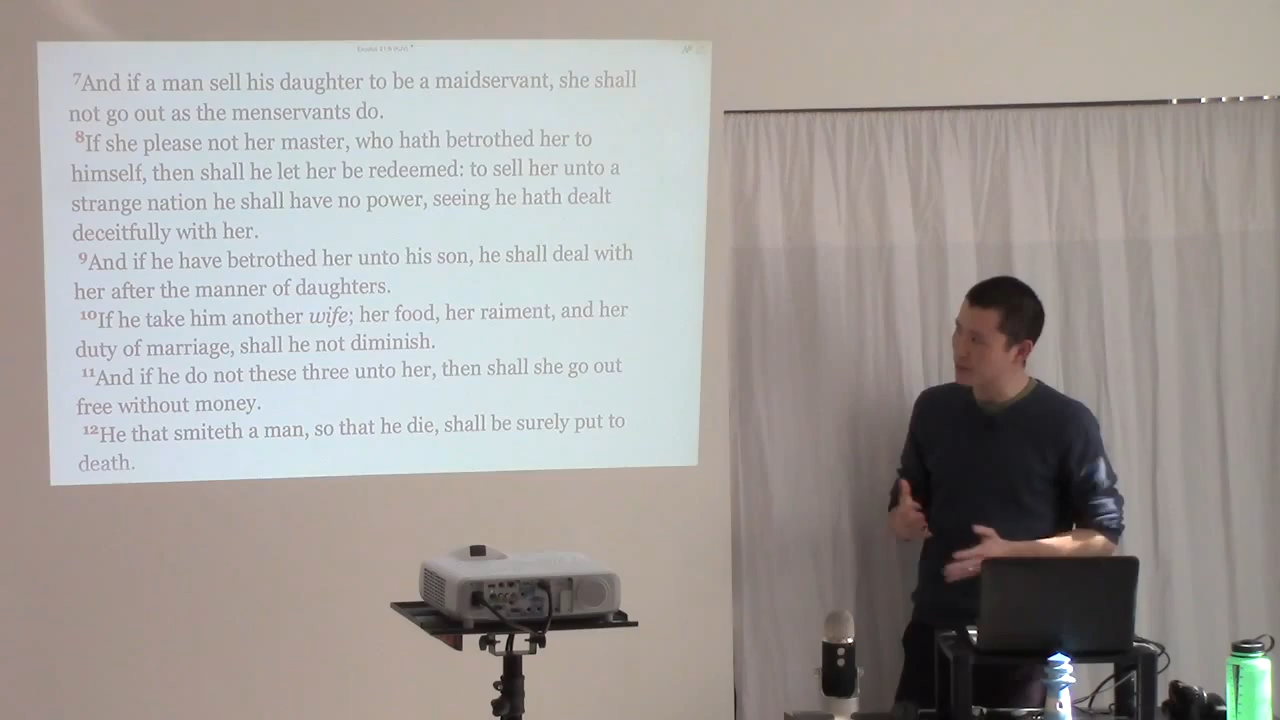 7And if a man sell his daughter to be a maidservant, she shall
not go out as the menservants do.
8If she please not her master, who hath betrothed her to
himself, then shall he let her be redeemed: to sell her unto a
strange nation he shall have no power, seeing he hath dealt
deceitfully with her.
9And if he have betrothed her unto his son, he shall deal with
her after the manner of daughters.
10If he take him another wife; her food, her raiment, and her
duty of marriage, shall he not diminish.
11And if he do not these three unto her, then shall she go out
free without money.
12He that smiteth a man, so that he die, shall be surely put to
death.